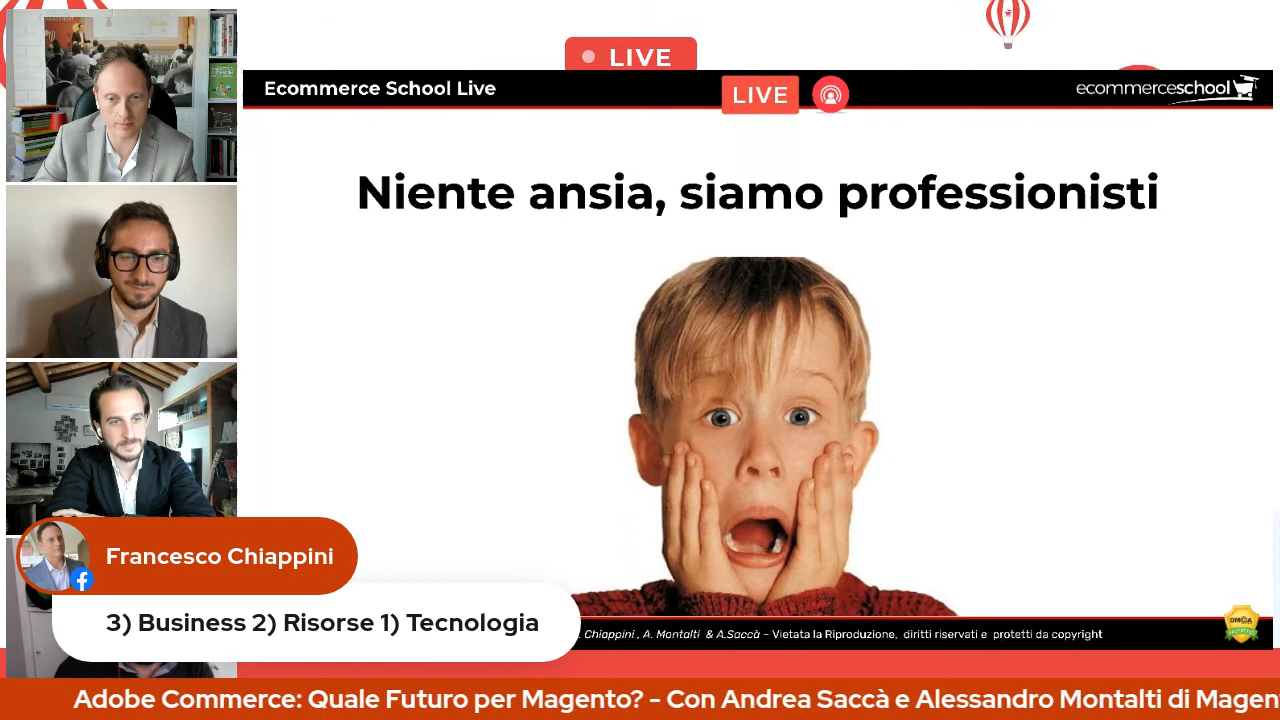 LIVE
Ecommerce School Live
LIVE
ecommerceschool
Niente ansia, siamo professionisti
Francesco Chiappini
3) Business 2) Risorse 1) Tecnologia
Chiappini , A. Montalti & A.Saccà – Vietata la Riproduzione, diritti riservati e protetti da copyright
DMCA
Adobe Commerce: Quale Futuro per Magento? - Con Andrea Saccà e Alessandro Montalti di Magen